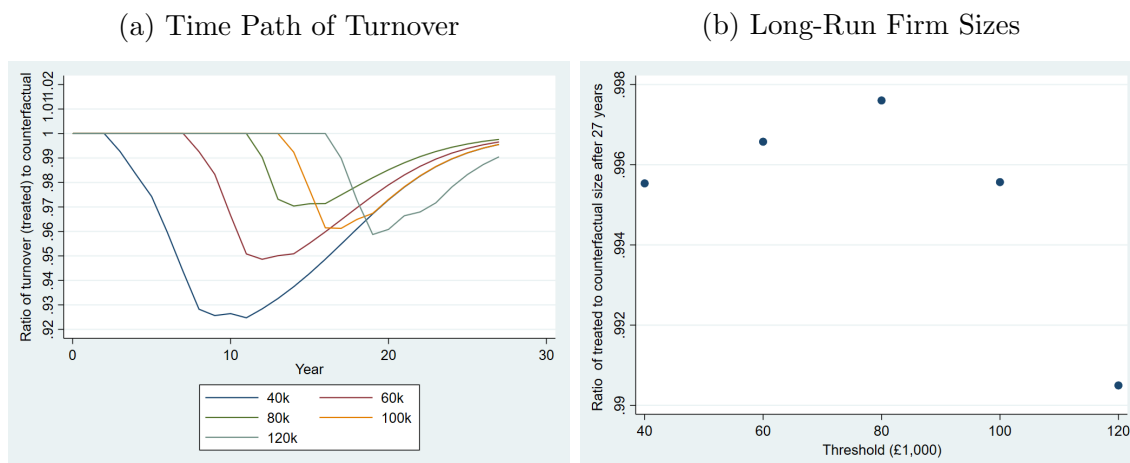 (a) Time Path of Turnover
Ratio of turnover (treated) to counterfactual
1.02
1.01
1
.99
.98
.97
.96
.95
.94
.93
.92
0
10
20
30
Year
40k
60k
80k
100k
120k
(b) Long-Run Firm Sizes
Ratio of treated to counterfactual size after 27 years
.998
.996
.994
.992
.99
40
60
80
100
120
Threshold (£1,000)